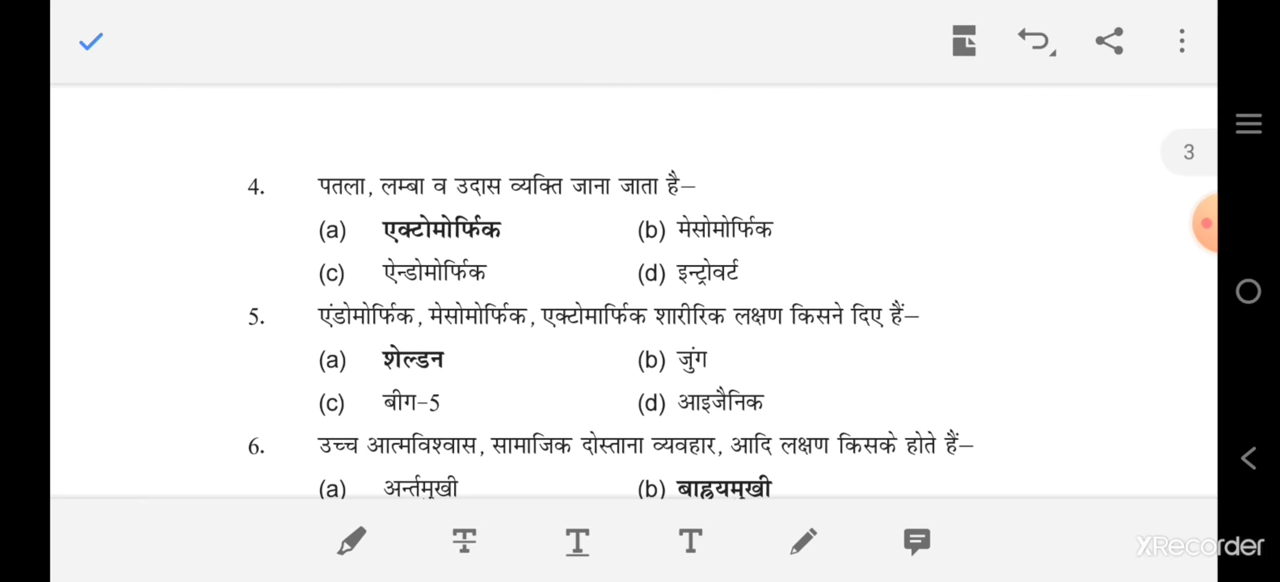 3
4. पतला, लम्बा व उदास व्यक्ति जाना जाता है–
(a) एक्टोमोर्फिक (b) मेसोमोर्फिक
(c) ऐन्डोमोर्फिक (d) इन्ट्रोवर्ट
5. एंडोमोर्फिक, मेसोमोर्फिक, एक्टोमार्फिक शारीरिक लक्षण किसने दिए हैं–
(a) शेल्डन (b) जुंग
(c) बीग-5 (d) आइजैनिक
6. उच्च आत्मविश्वास, सामाजिक दोस्ताना व्यवहार, आदि लक्षण किसके होते हैं–
(a) अर्न्तमुखी (b) बाह्रयमुखी
T T T
XRecorder